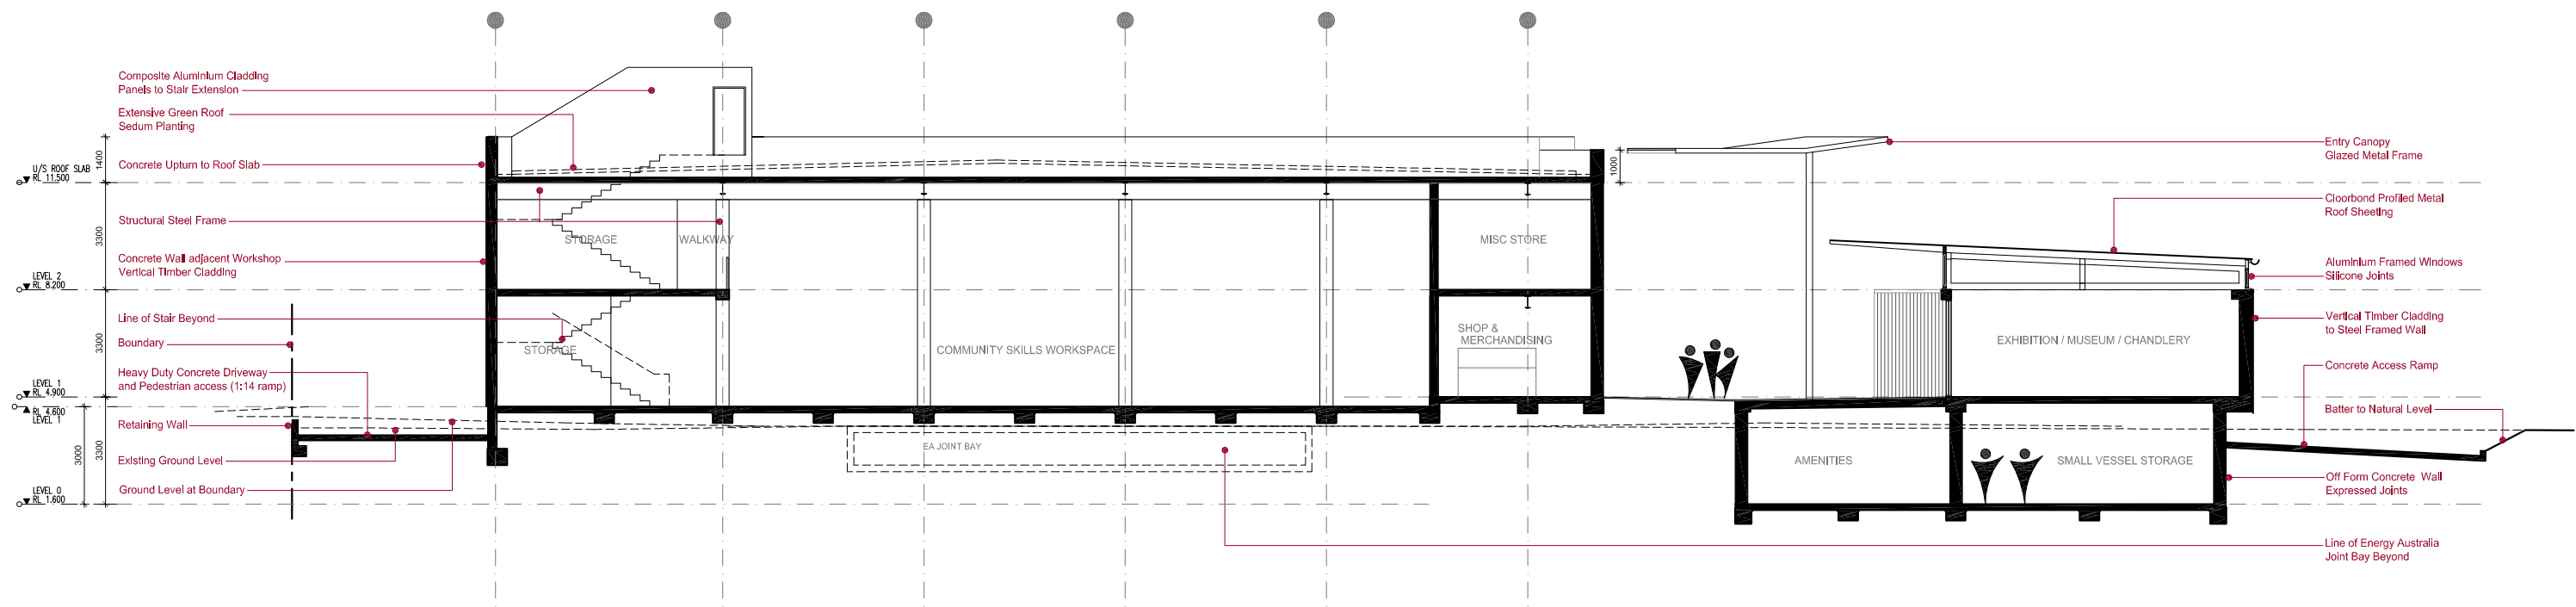 Composite Aluminium Cladding
Panels to Stair Extension
Extensive Green Roof
Sedum Planting
Concrete Upturn to Roof Slab
U/S ROOF SLAB
RL 11.500
Structural Steel Frame
Concrete Wall adjacent Workshop
Vertical Timber Cladding
LEVEL 2
RL 8.200
Line of Stair Beyond
Boundary
Heavy Duty Concrete Driveway
and Pedestrian access (1:14 ramp)
LEVEL 1
RL 4.900
RL 4.600
LEVEL 1
Retaining Wall
Existing Ground Level
Ground Level at Boundary
LEVEL 0
RL 1.600
1400
3300
3300
3300
3000
STORAGE
WALKWAY
STORAGE
COMMUNITY SKILLS WORKSPACE
EA JOINT BAY
MISC STORE
SHOP &
MERCHANDISING
1000
EXHIBITION / MUSEUM / CHANDLERY
AMENITIES
SMALL VESSEL STORAGE
Entry Canopy
Glazed Metal Frame
Cloorbond Profiled Metal
Roof Sheeting
Aluminium Framed Windows
Silicone Joints
Vertical Timber Cladding
to Steel Framed Wall
Concrete Access Ramp
Batter to Natural Level
Off Form Concrete Wall
Expressed Joints
Line of Energy Australia
Joint Bay Beyond